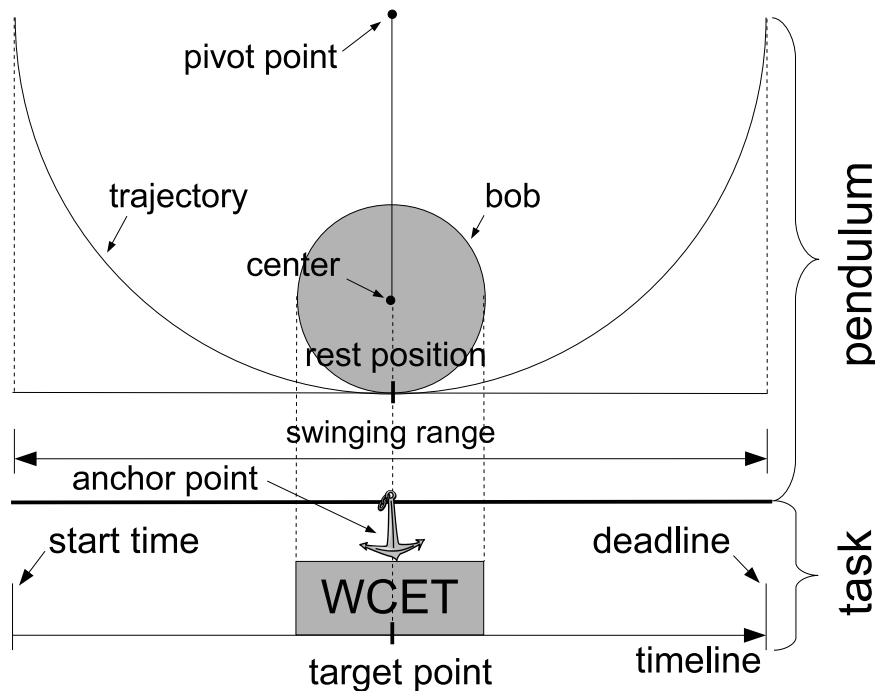 pivot point
trajectory
bob
center
rest position
pendulum
swinging range
anchor point
start time
deadline
WCET
task
timeline
target point